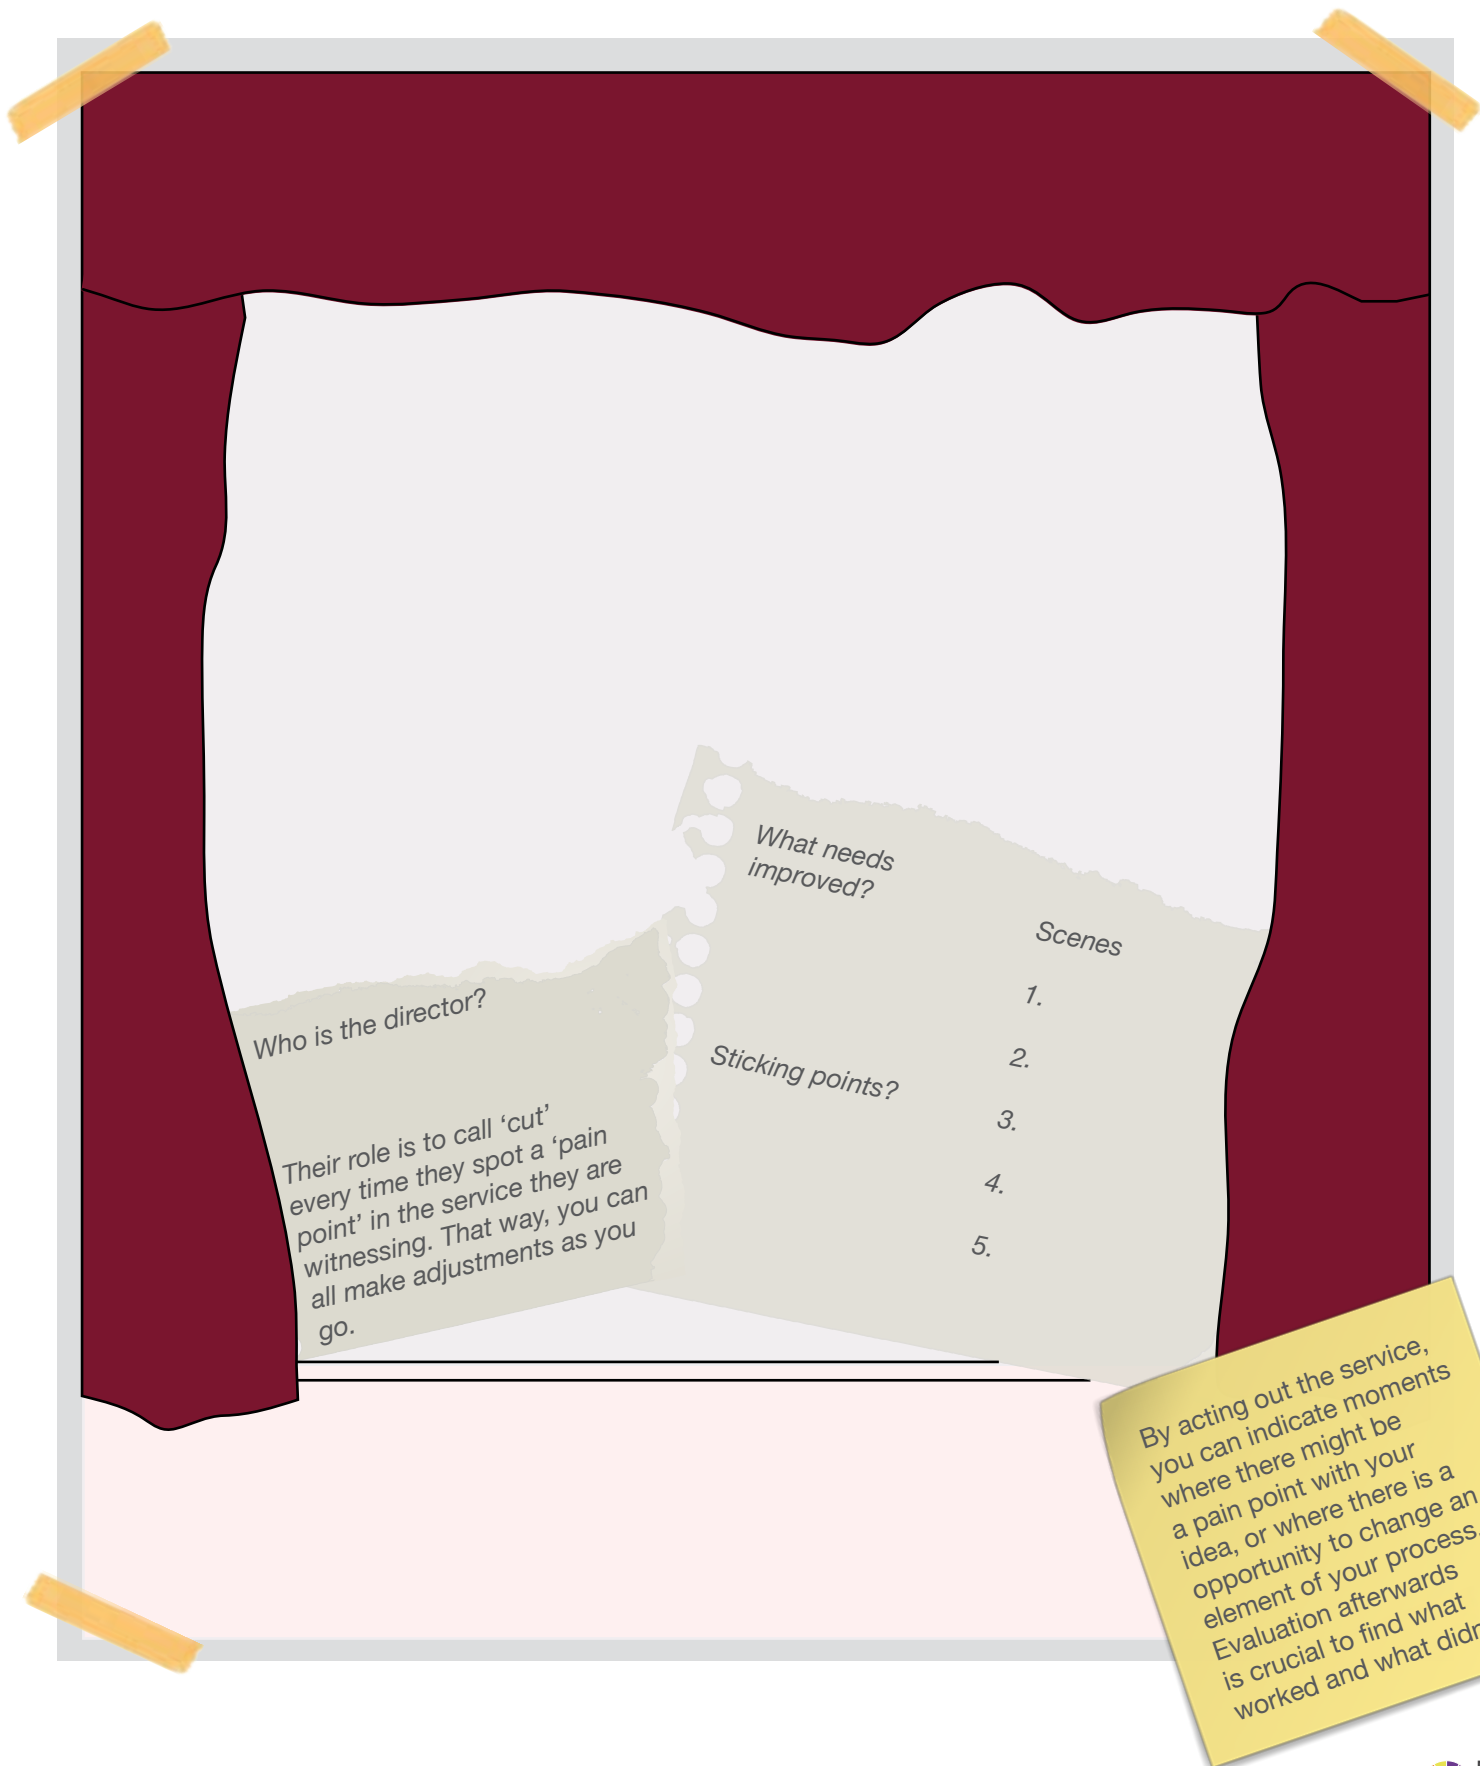 What needs
improved?
Scenes
1.
2.
3.
4.
5.
Sticking points?
Who is the director?
Their role is to call ‘cut’
every time they spot a ‘pain
point’ in the service they are
witnessing. That way, you can
all make adjustments as you
go.
By acting out the service,
you can indicate moments
where there might be
a pain point with your
idea, or where there is a
opportunity to change an
element of your process.
Evaluation afterwards
is crucial to find what
worked and what